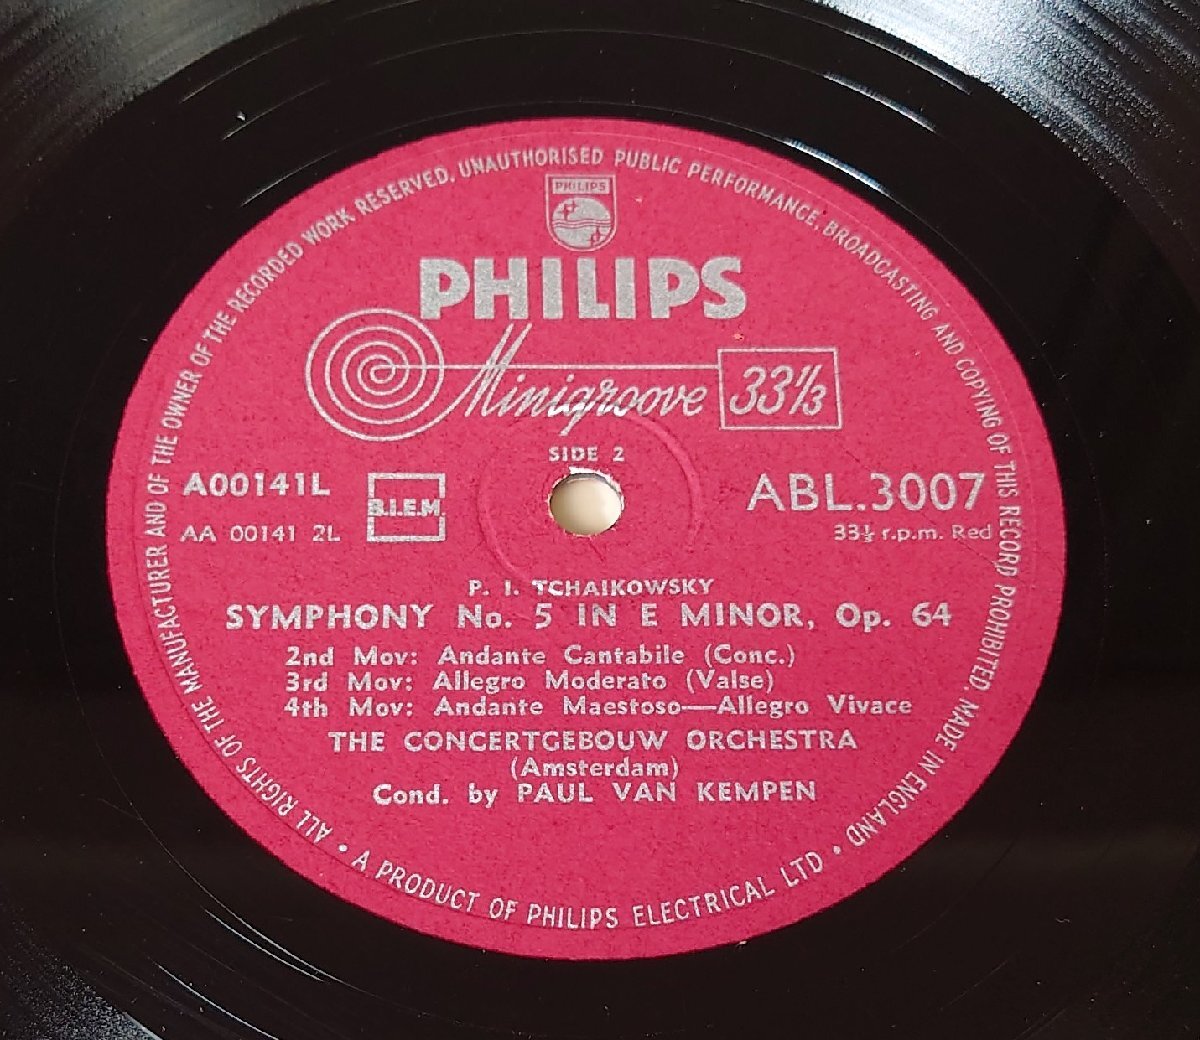 ALL RIGHTS OF THE MANUFACTURER AND OF THE OWNER OF THE RECORDED WORK RESERVED. UNAUTHORISED PUBLIC PERFORMANCE, BROADCASTING AND COPYING OF THIS RECORD PROHIBITED. MADE IN ENGLAND
PHILIPS
PHILIPS
Minigroove 33⅓
SIDE 2
A00141L B.I.E.M. ABL.3007
AA 00141 2L 33⅓ r.p.m. Red
P. I. TCHAIKOWSKY
SYMPHONY No. 5 IN E MINOR, Op. 64
2nd Mov: Andante Cantabile (Conc.)
3rd Mov: Allegro Moderato (Valse)
4th Mov: Andante Maestoso—Allegro Vivace
THE CONCERTGEBOUW ORCHESTRA
(Amsterdam)
Cond. by PAUL VAN KEMPEN
• A PRODUCT OF PHILIPS ELECTRICAL LTD •